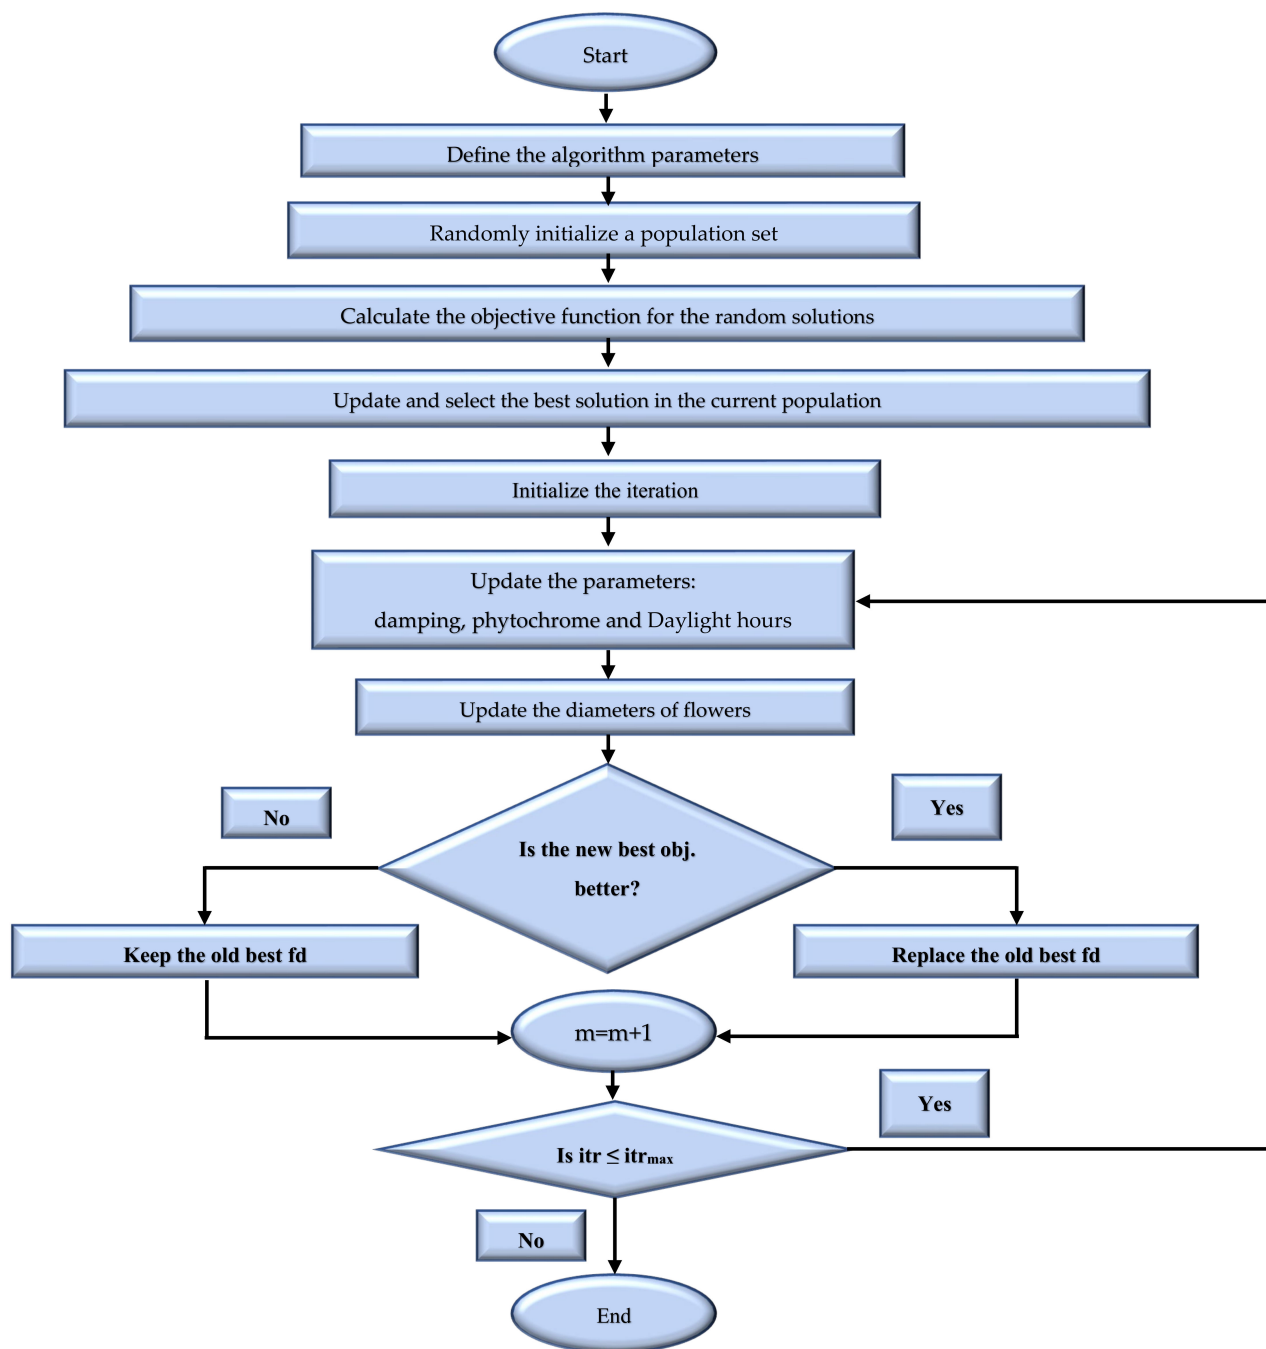 Start
Define the algorithm parameters
Randomly initialize a population set
Calculate the objective function for the random solutions
Update and select the best solution in the current population
Initialize the iteration
Update the parameters:
damping, phytochrome and Daylight hours
Update the diameters of flowers
No
Yes
Is the new best obj.
better?
Keep the old best fd
Replace the old best fd
m=m+1
Yes
Is itr ≤ itrmax
No
End